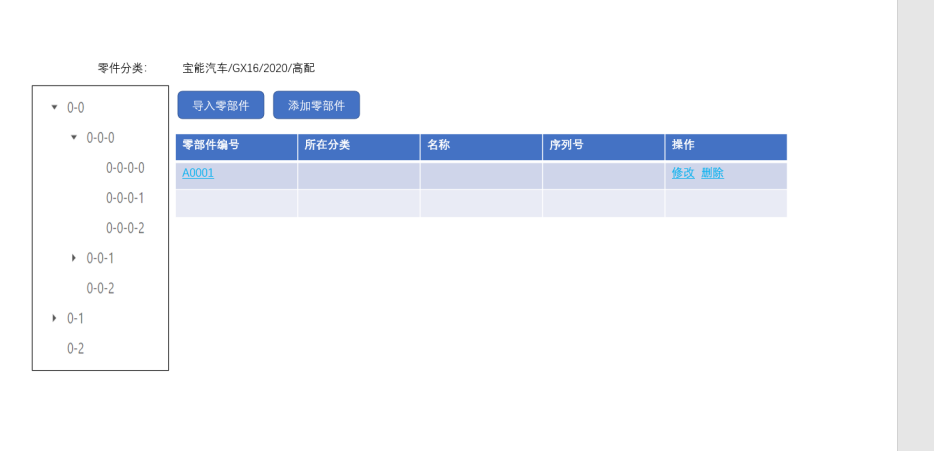 零件分类: 宝能汽车/GX16/2020/高配
导入零部件 添加零部件
0-0
0-0-0
0-0-0-0
0-0-0-1
0-0-0-2
0-0-1
0-0-2
0-1
0-2
零部件编号 所在分类 名称 序列号 操作
A0001 修改 删除